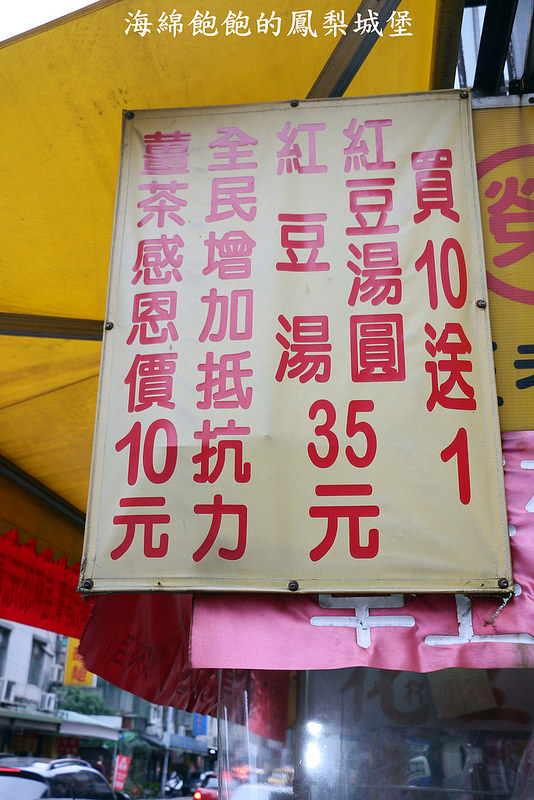 海綿飽飽的鳳梨城堡
買10送1
紅豆湯圓
紅豆湯
35元
全民增加抵抗力
薑茶感恩價10元